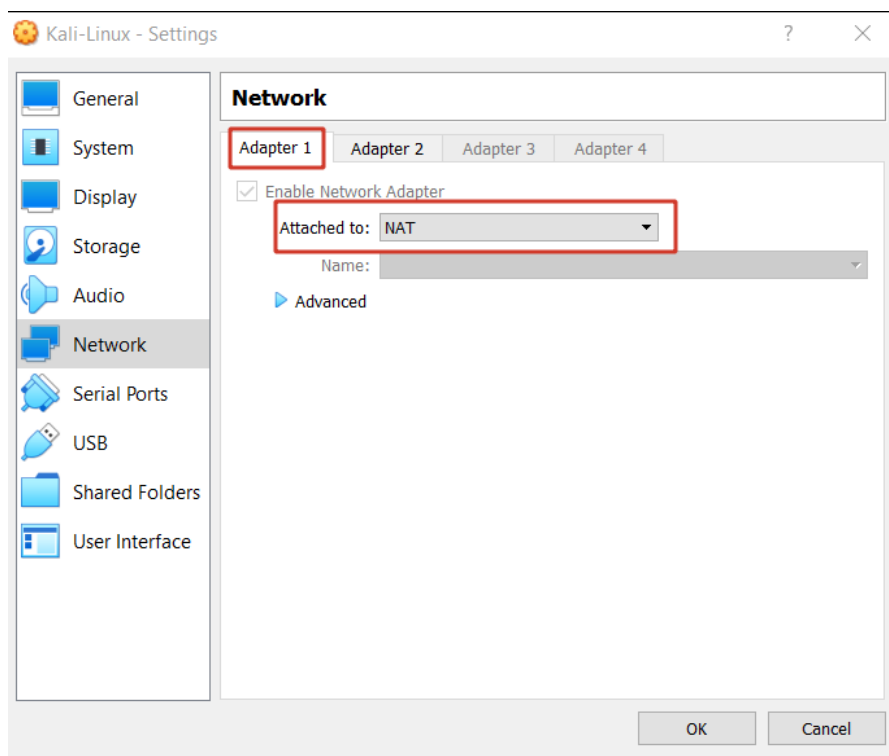 Kali-Linux - Settings ?
General
System
Display
Storage
Audio
Network
Serial Ports
USB
Shared Folders
User Interface
Network
Adapter 1 Adapter 2 Adapter 3 Adapter 4
Enable Network Adapter
Attached to: NAT
Name:
Advanced
OK Cancel